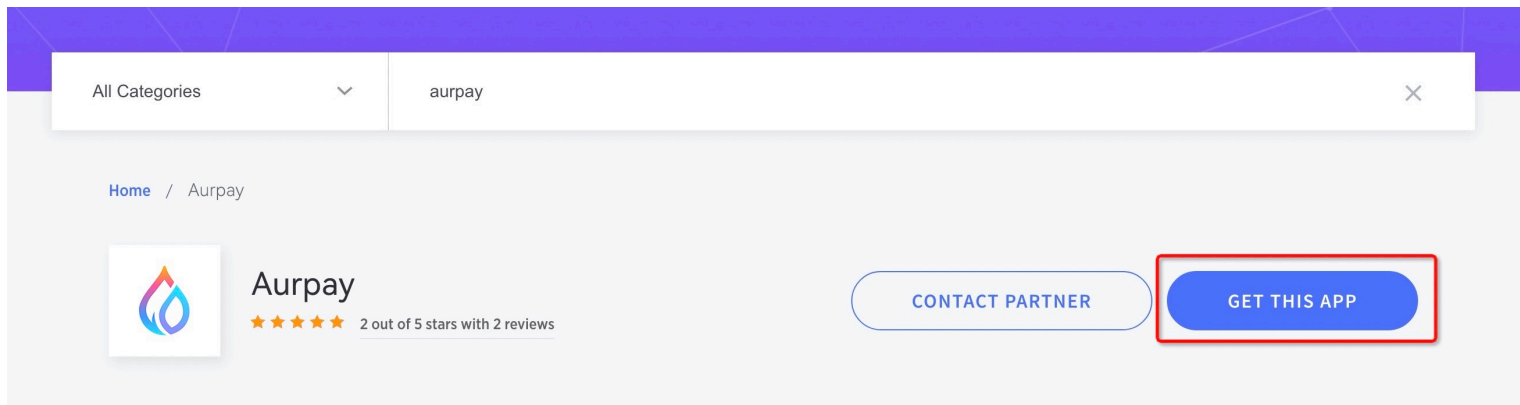 All Categories aurpay
Home / Aurpay
Aurpay
2 out of 5 stars with 2 reviews
CONTACT PARTNER GET THIS APP